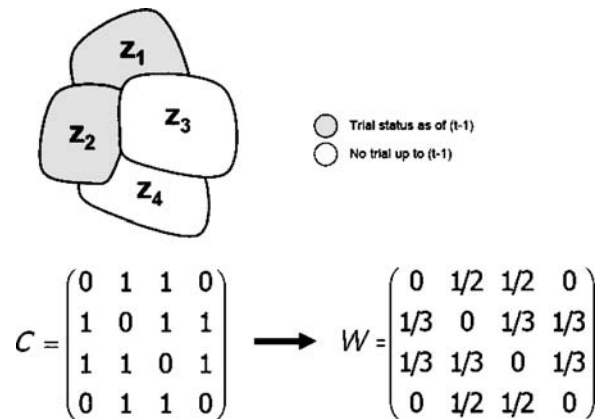 z1
z2
z3
z4
Trial status as of (t-1)
No trial up to (t-1)
C = (0 1 1 0
1 0 1 1
1 1 0 1
0 1 1 0)
W = (0 1/2 1/2 0
1/3 0 1/3 1/3
1/3 1/3 0 1/3
0 1/2 1/2 0)